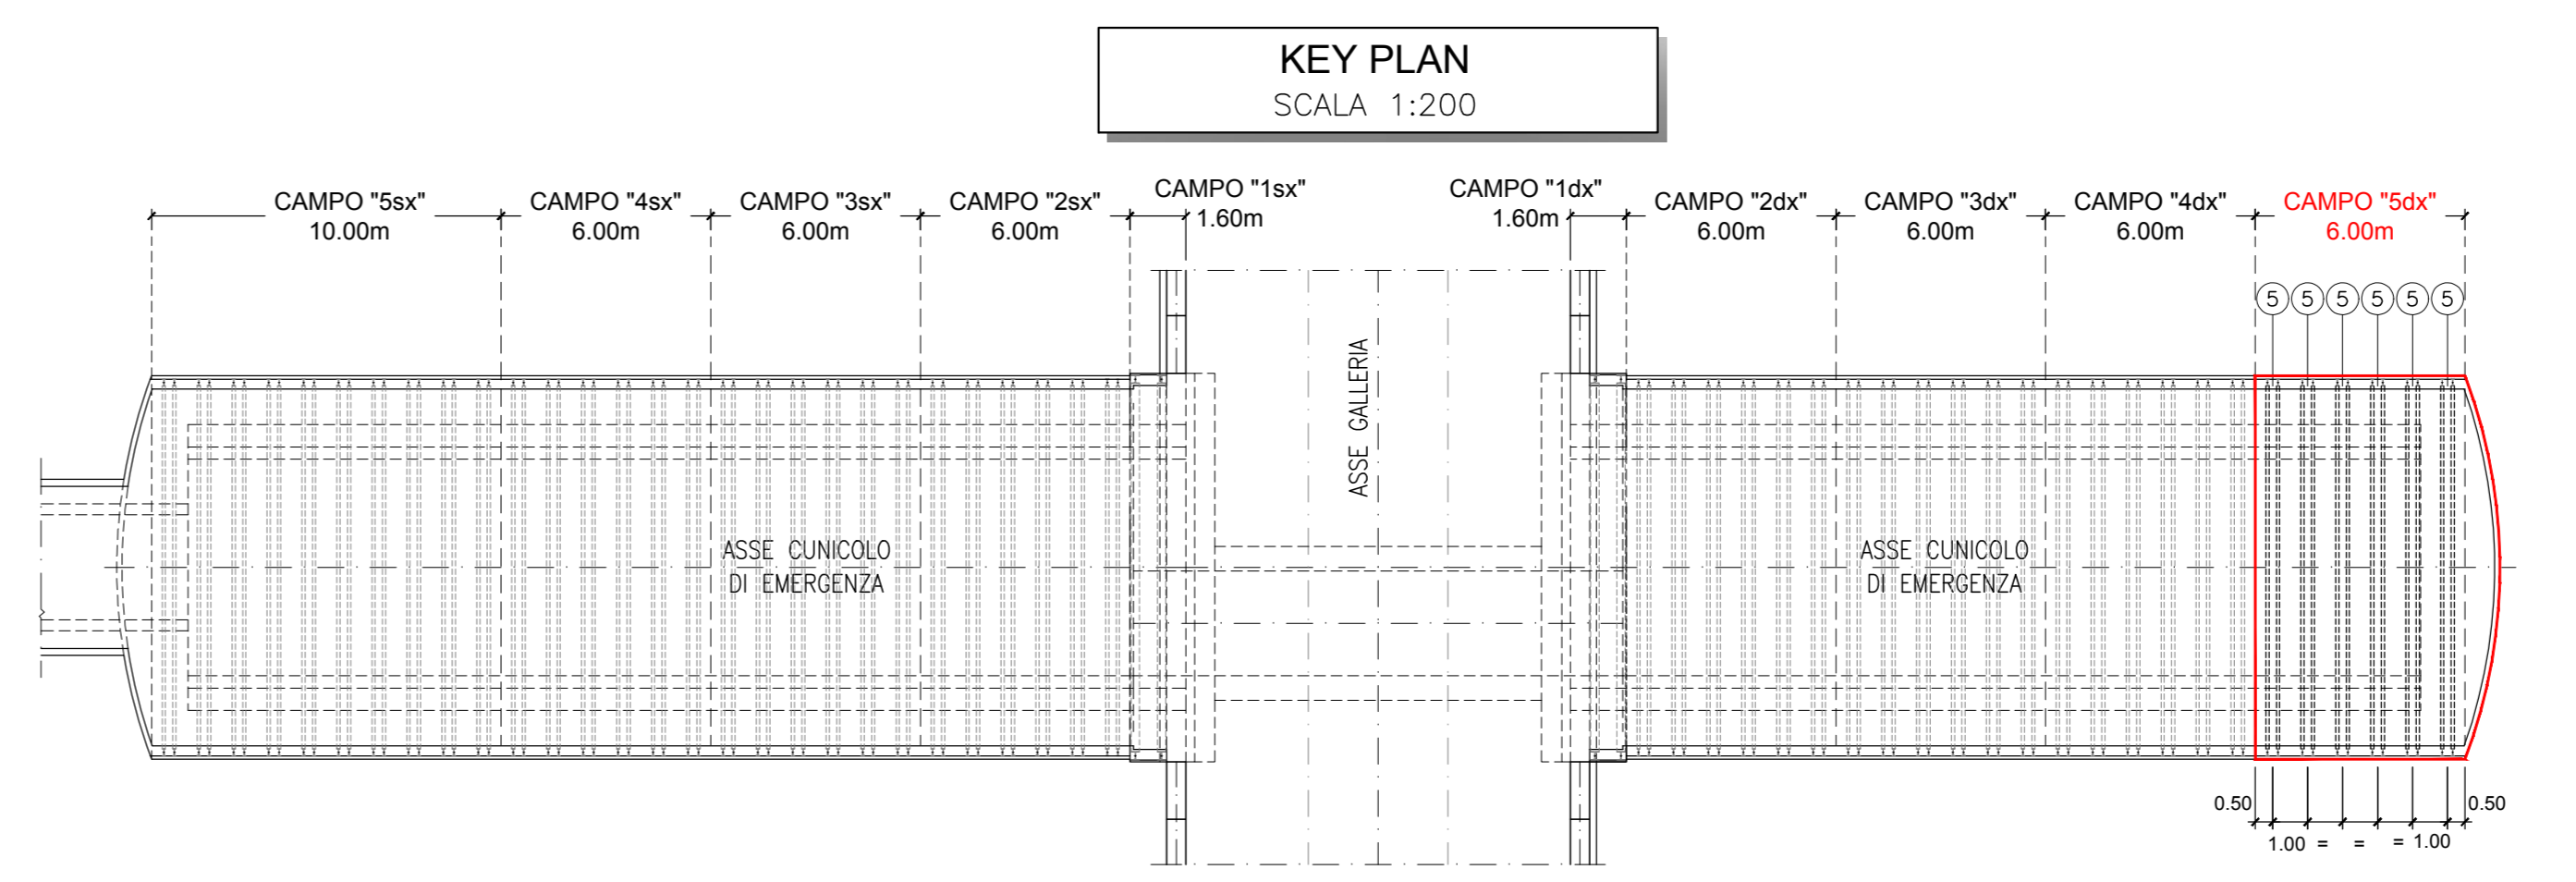 KEY PLAN
SCALA 1:200
CAMPO "5sx"
10.00m
CAMPO "4sx"
6.00m
CAMPO "3sx"
6.00m
CAMPO "2sx"
6.00m
CAMPO "1sx"
1.60m
CAMPO "1dx"
1.60m
CAMPO "2dx"
6.00m
CAMPO "3dx"
6.00m
CAMPO "4dx"
6.00m
CAMPO "5dx"
6.00m
5 5 5 5 5 5
ASSE GALLERIA
ASSE CUNICOLO
DI EMERGENZA
ASSE CUNICOLO
DI EMERGENZA
0.50 0.50
1.00 = = = 1.00